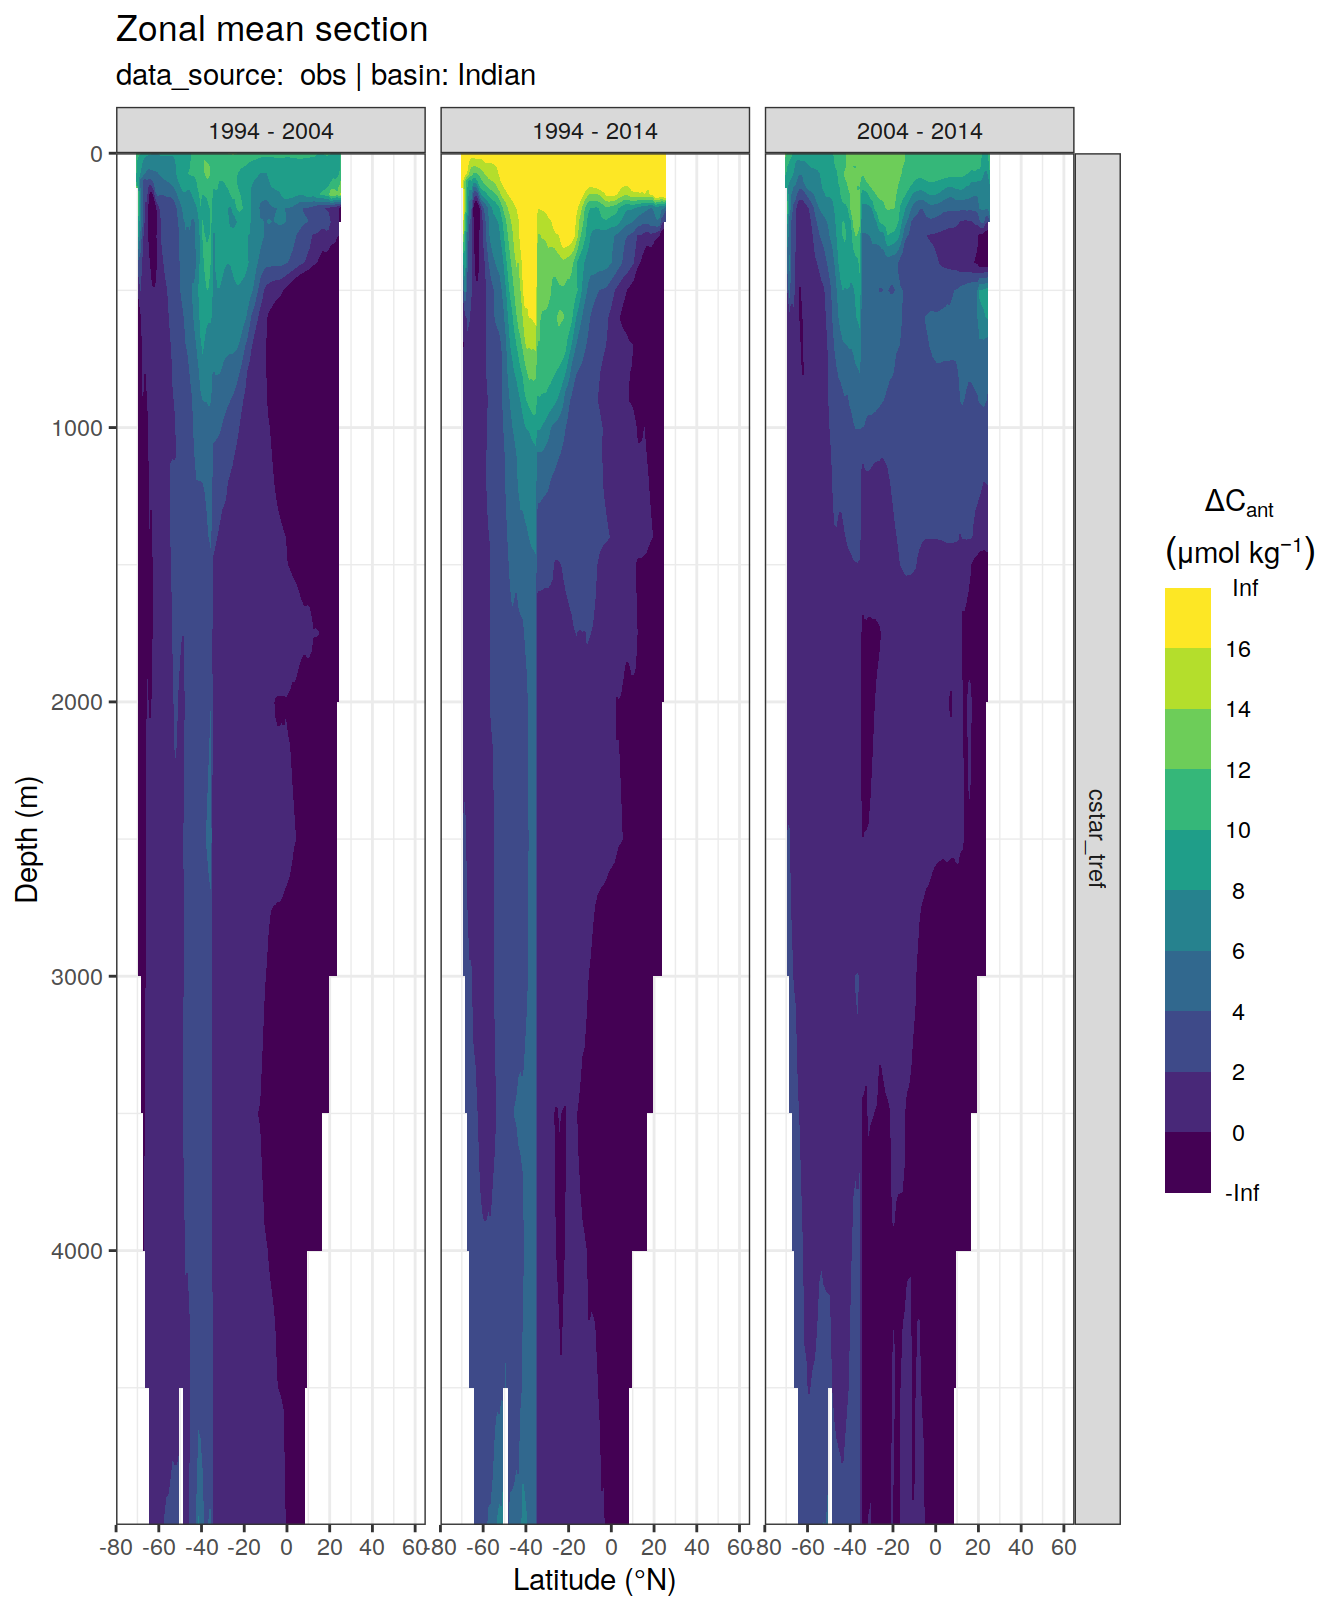 Zonal mean section
data_source:  obs | basin: Indian
1994 - 2004
1994 - 2014
2004 - 2014
0
1000
2000
3000
4000
Depth (m)
cstar_tref
-80 -60 -40 -20 0 20 40 60
-80 -60 -40 -20 0 20 40 60
-80 -60 -40 -20 0 20 40 60
Latitude (°N)
ΔCant
(µmol kg⁻¹)
Inf
16
14
12
10
8
6
4
2
0
-Inf